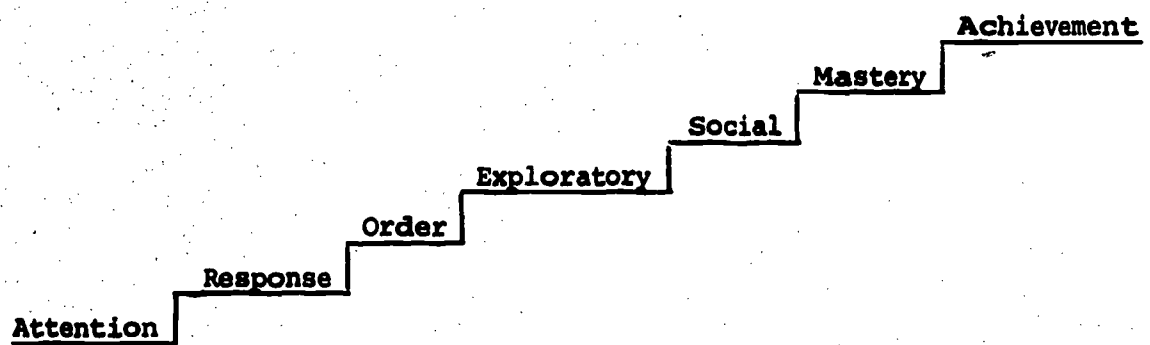 Achievement
Mastery
Social
Exploratory
Order
Response
Attention